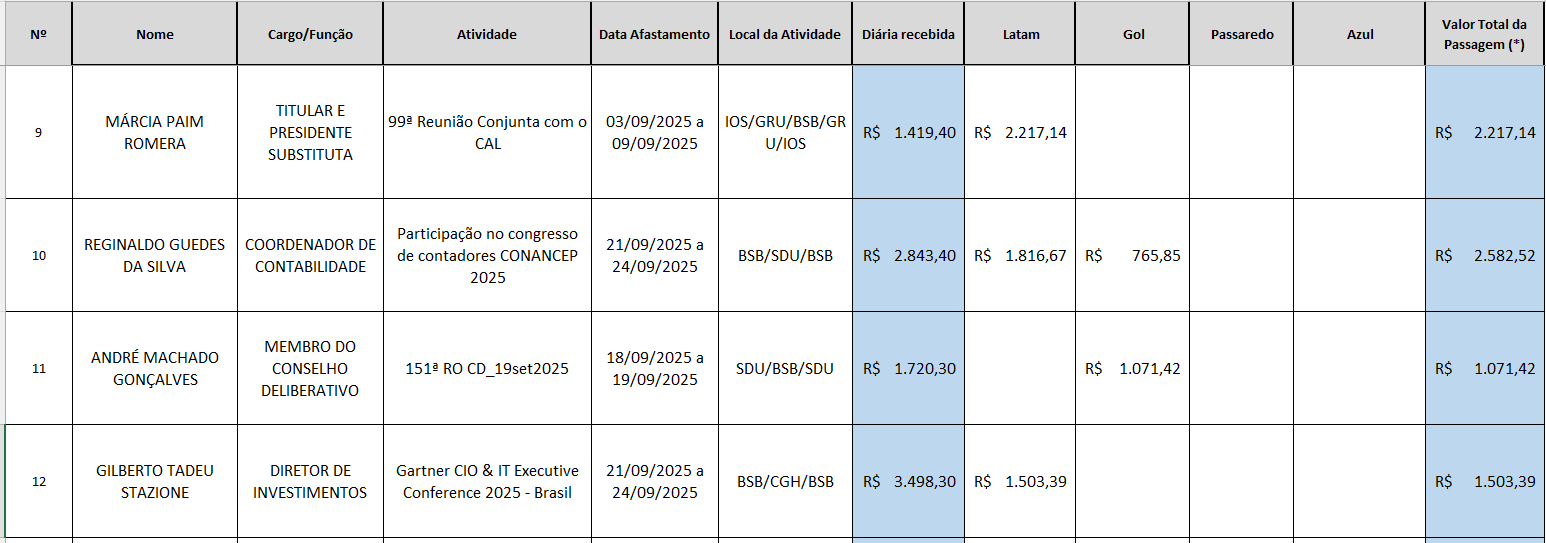 Nº Nome Cargo/Função Atividade Data Afastamento Local da Atividade Diária recebida Latam Gol Passaredo Azul Valor Total da
Passagem (*)
9
MÁRCIA PAIM
ROMERA
TITULAR E
PRESIDENTE
SUBSTITUTA
99ª Reunião Conjunta com o
CAL
03/09/2025 a
09/09/2025
IOS/GRU/BSB/GR
U/IOS
R$ 1.419,40
R$ 2.217,14
R$ 2.217,14
10
REGINALDO GUEDES
DA SILVA
COORDENADOR DE
CONTABILIDADE
Participação no congresso
de contadores CONANCEP
2025
21/09/2025 a
24/09/2025
BSB/SDU/BSB
R$ 2.843,40
R$ 1.816,67
R$ 765,85
R$ 2.582,52
11
ANDRÉ MACHADO
GONÇALVES
MEMBRO DO
CONSELHO
DELIBERATIVO
151ª RO CD_19set2025
18/09/2025 a
19/09/2025
SDU/BSB/SDU
R$ 1.720,30
R$ 1.071,42
R$ 1.071,42
12
GILBERTO TADEU
STAZIONE
DIRETOR DE
INVESTIMENTOS
Gartner CIO & IT Executive
Conference 2025 - Brasil
21/09/2025 a
24/09/2025
BSB/CGH/BSB
R$ 3.498,30
R$ 1.503,39
R$ 1.503,39